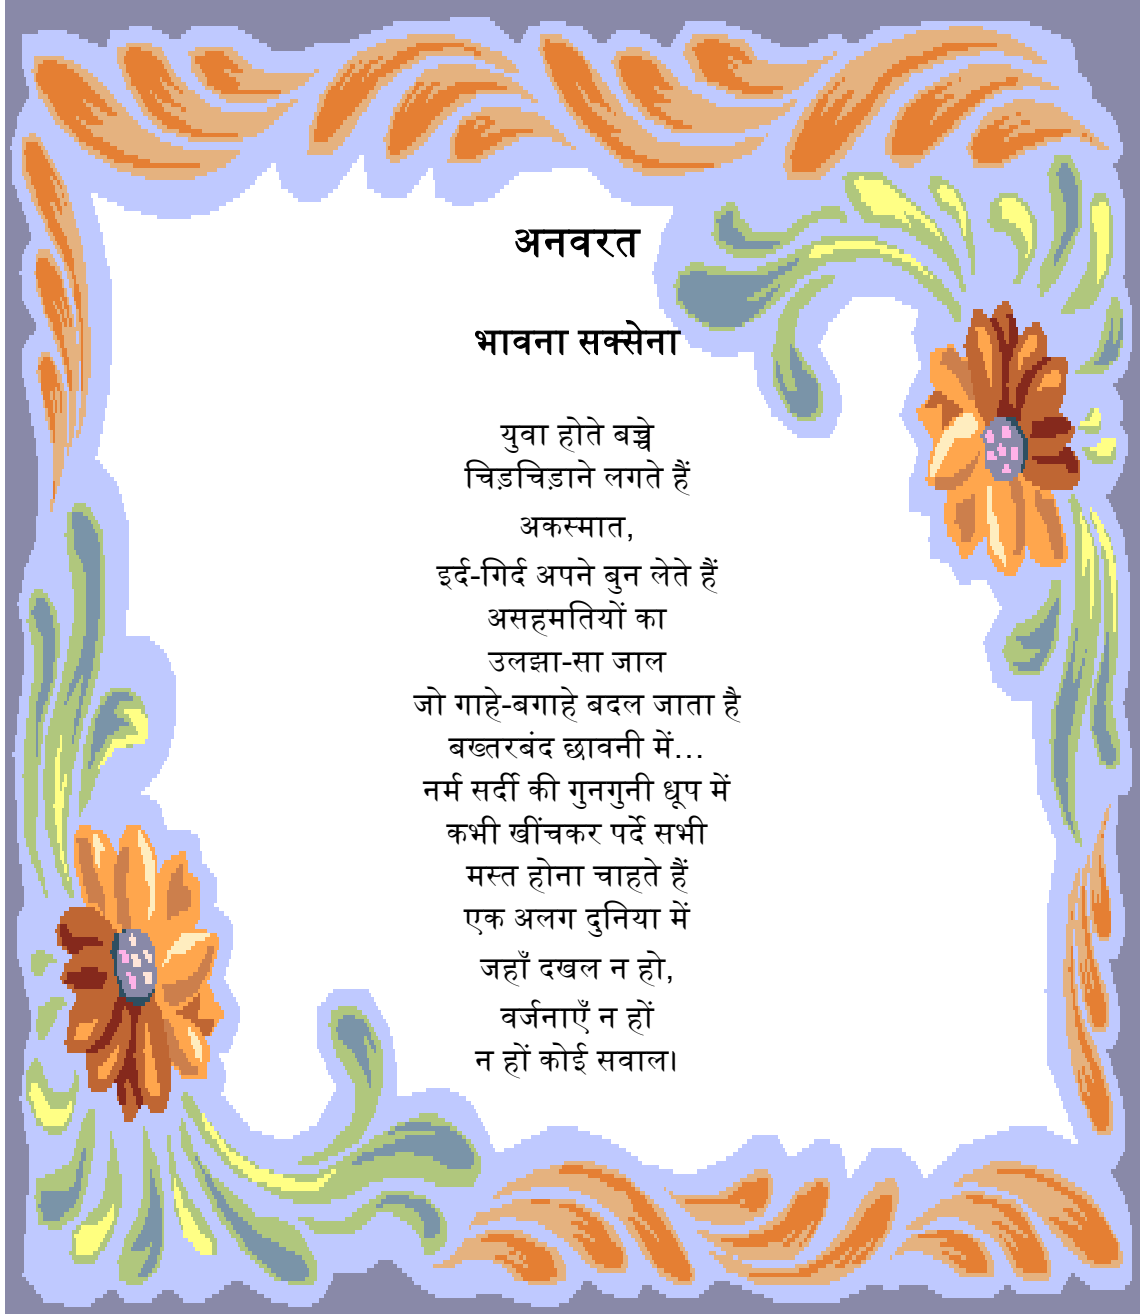 अनवरत
भावना सक्सेना
युवा होते बच्चे
चिड़चिड़ाने लगते हैं
अकस्मात,
इर्द-गिर्द अपने बुन लेते हैं
असहमतियों का
उलझा-सा जाल
जो गाहे-बगाहे बदल जाता है
बख्तरबंद छावनी में...
नर्म सर्दी की गुनगुनी धूप में
कभी खींचकर पर्दे सभी
मस्त होना चाहते हैं
एक अलग दुनिया में
जहाँ दखल न हो,
वर्जनाएँ न हों
न हों कोई सवाल।